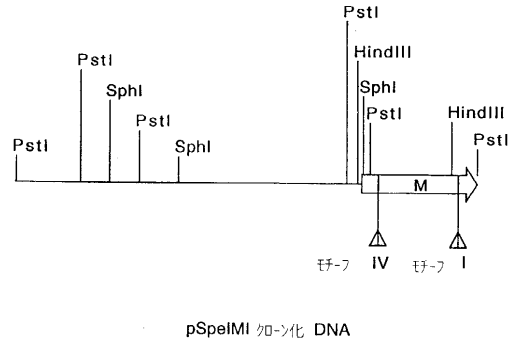 PstI
HindIII
PstI
SphI
SphI
PstI
HindIII
PstI
PstI
SphI
PstI
M
モチーフ IV モチーフ I
pSpeIMI クローン化 DNA